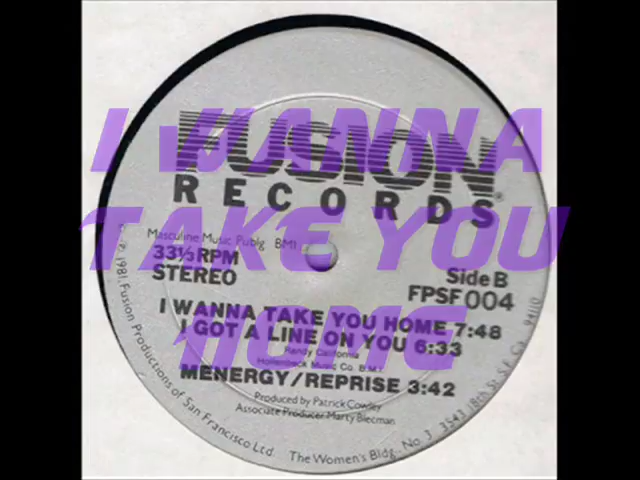 I WANNA
TAKE YOU
HOME
FUSION
RECORDS®
Masculine Music Publg. BMI
33⅓ RPM
STEREO
Side B
FPSF 004
I WANNA TAKE YOU HOME 7:48
I GOT A LINE ON YOU 6:33
Randy California
Hollenbeck Music Co. B.M.I.
MENERGY/REPRISE 3:42
Produced by Patrick Cowley
Associate Producer Marty Blecman
© ℗ 1981, Fusion Productions of San Francisco Ltd. The Women's Bldg. No. 3 3543 18th St. S.F. Ca. 94110